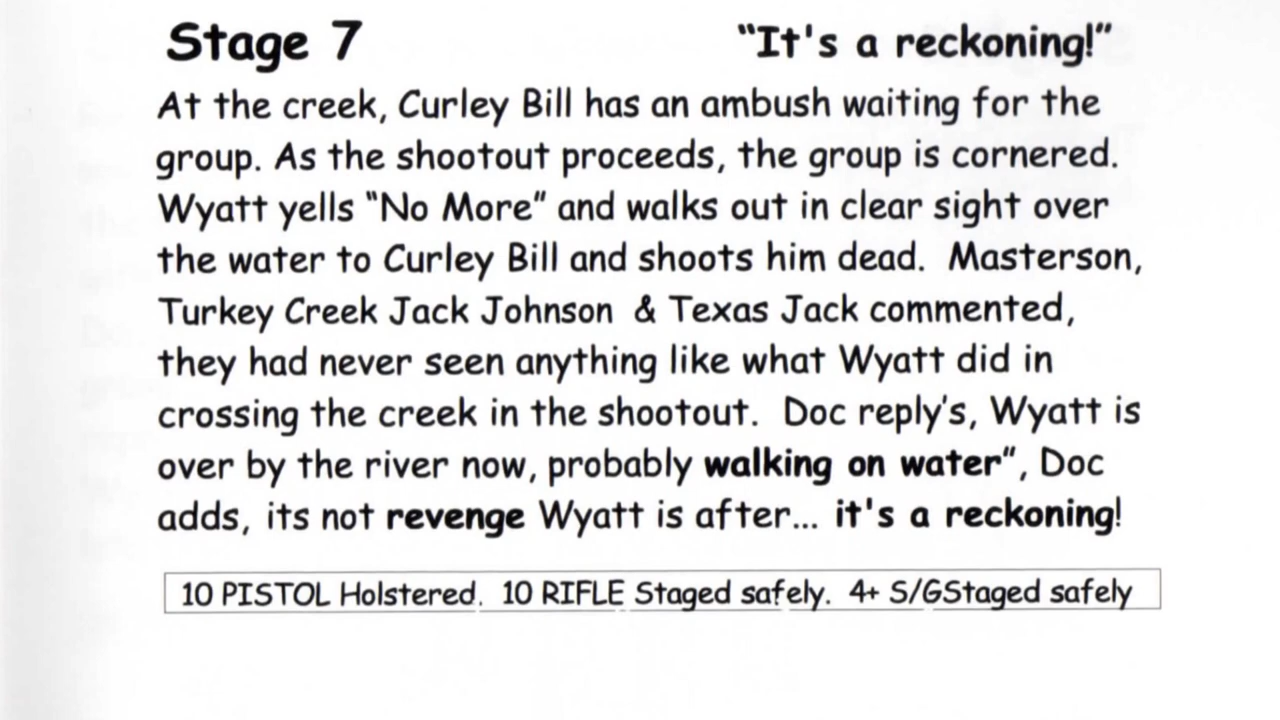 Stage 7 "It's a reckoning!"
At the creek, Curley Bill has an ambush waiting for the
group. As the shootout proceeds, the group is cornered.
Wyatt yells "No More" and walks out in clear sight over
the water to Curley Bill and shoots him dead. Masterson,
Turkey Creek Jack Johnson & Texas Jack commented,
they had never seen anything like what Wyatt did in
crossing the creek in the shootout. Doc reply's, Wyatt is
over by the river now, probably walking on water", Doc
adds, its not revenge Wyatt is after... it's a reckoning!
10 PISTOL Holstered. 10 RIFLE Staged safely. 4+ S/GStaged safely